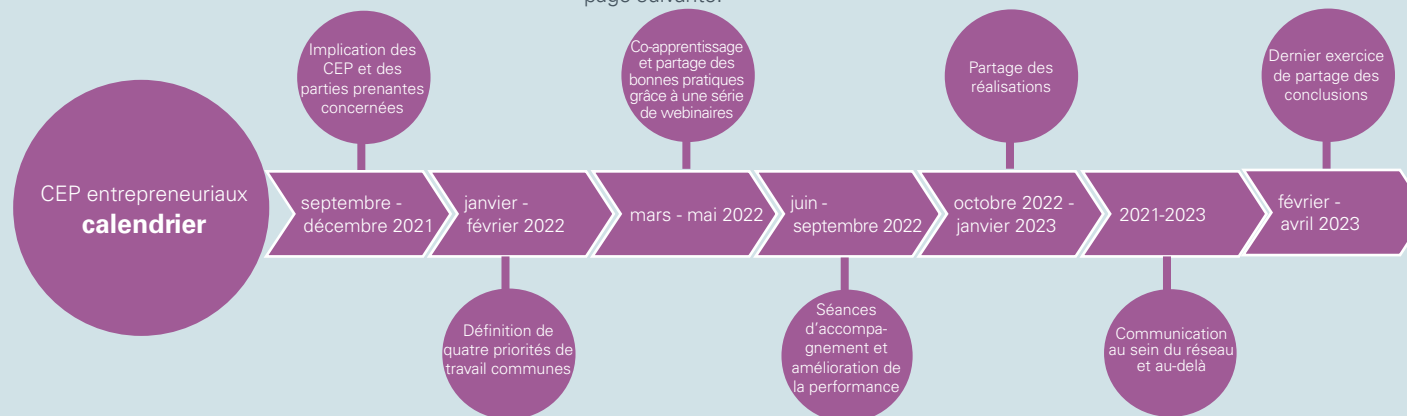 page suivante.
CEP entrepreneuriaux
calendrier
Implication des
CEP et des
parties prenantes
concernées
septembre -
décembre 2021
janvier -
février 2022
Définition de
quatre priorités de
travail communes
Co-apprentissage
et partage des
bonnes pratiques
grâce à une série
de webinaires
mars - mai 2022
juin -
septembre 2022
Séances
d'accompa-
gnement et
amélioration de
la performance
Partage des
réalisations
octobre 2022 -
janvier 2023
2021-2023
Communication
au sein du réseau
et au-delà
Dernier exercice
de partage des
conclusions
février -
avril 2023